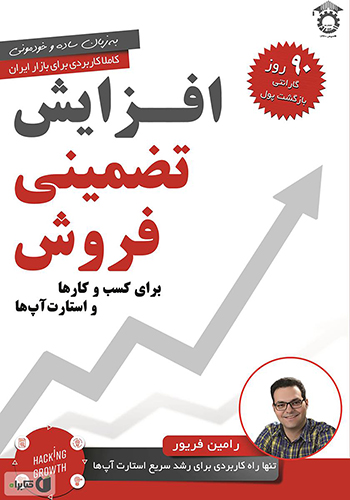 به زبان ساده و خودمونی
کاملا کاربردی برای بازار ایران
۹۰ روز
گارانتی
بازگشت پول
افزایش
تضمینی
فروش
برای کسب و کارها
و استارت‌آپ‌ها
رامین فریور
تنها راه کاربردی برای رشد سریع استارت آپ‌ها
HACKING
GROWTH
کتابراه